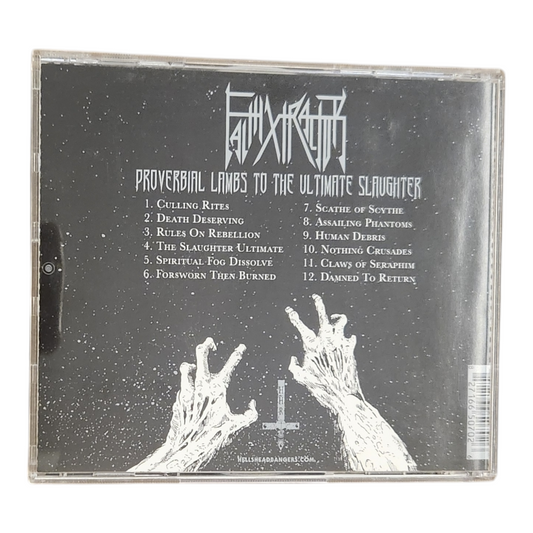 FAITHXTRACTOR
PROVERBIAL LAMBS TO THE ULTIMATE SLAUGHTER
1. CULLING RITES
2. DEATH DESERVING
3. RULES ON REBELLION
4. THE SLAUGHTER ULTIMATE
5. SPIRITUAL FOG DISSOLVE
6. FORSWORN THEN BURNED
7. SCATHE OF SCYTHE
8. ASSAILING PHANTOMS
9. HUMAN DEBRIS
10. NOTHING CRUSADES
11. CLAWS OF SERAPHIM
12. DAMNED TO RETURN
HELLSHEADBANGERS.COM